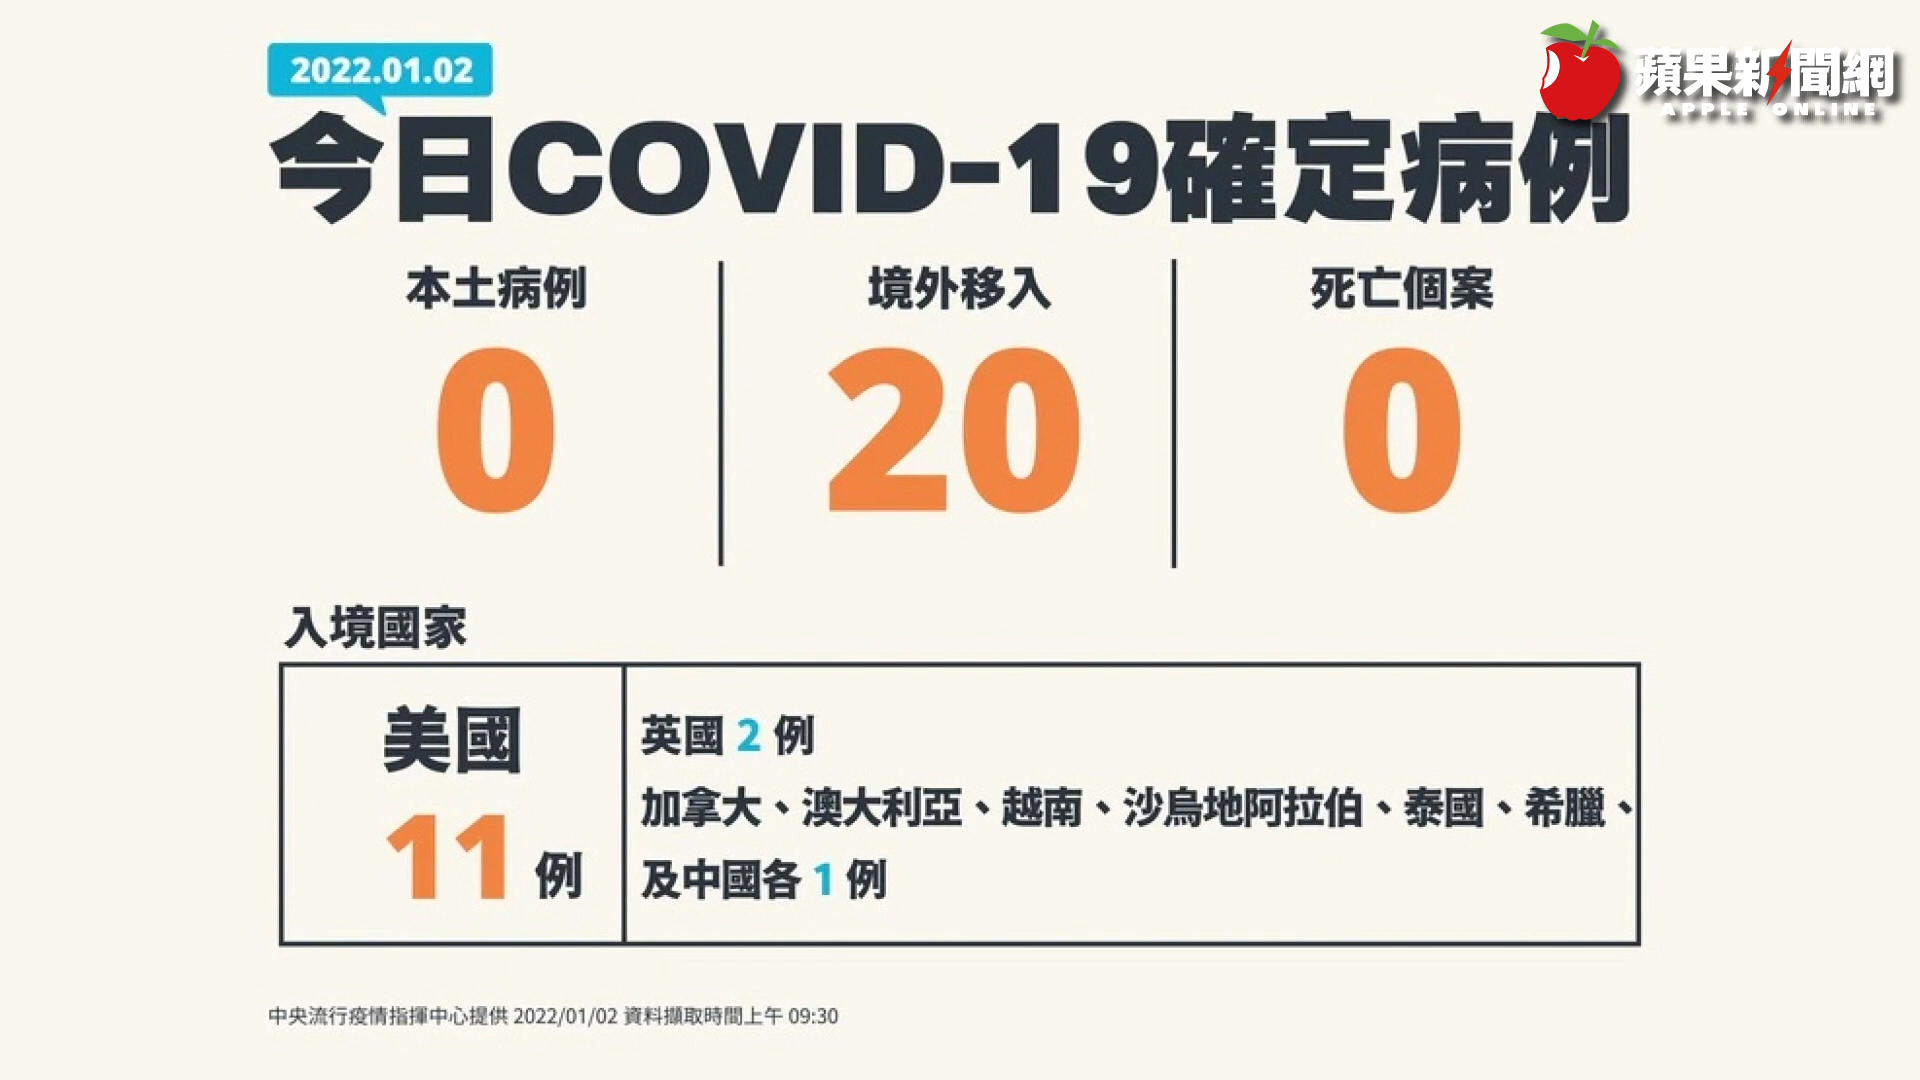 2022.01.02
蘋果新聞網
APPLE ONLINE
今日COVID-19確定病例
本土病例
境外移入
死亡個案
0
20
0
入境國家
美國
11 例
英國 2 例
加拿大、澳大利亞、越南、沙烏地阿拉伯、泰國、希臘、
及中國各 1 例
中央流行疫情指揮中心提供 2022/01/02 資料擷取時間上午 09:30